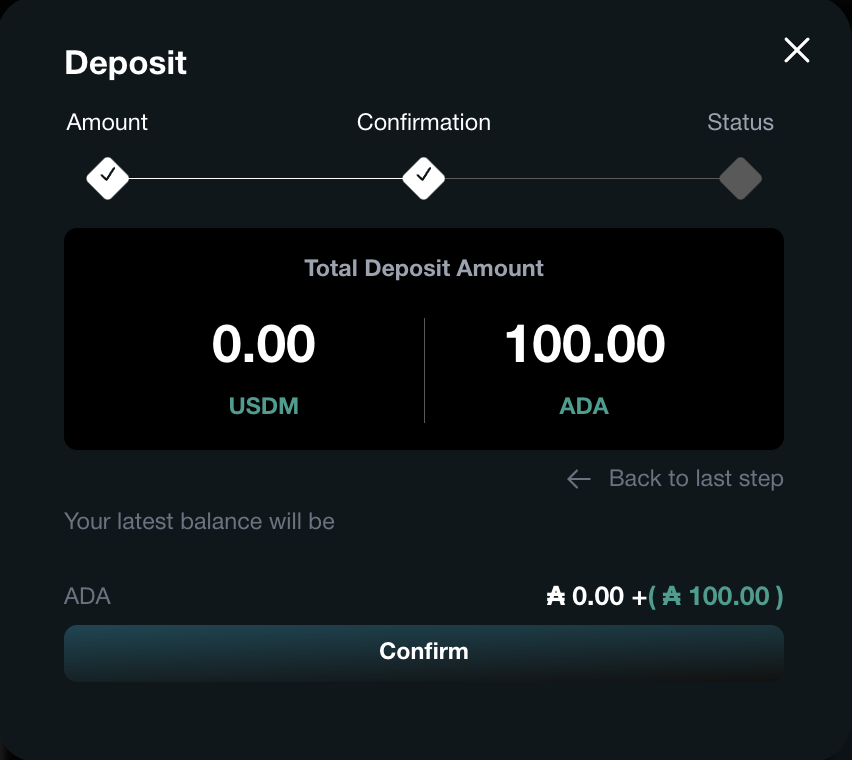 Deposit
Amount Confirmation Status
Total Deposit Amount
0.00 100.00
USDM ADA
← Back to last step
Your latest balance will be
ADA ₳ 0.00 +( ₳ 100.00 )
Confirm